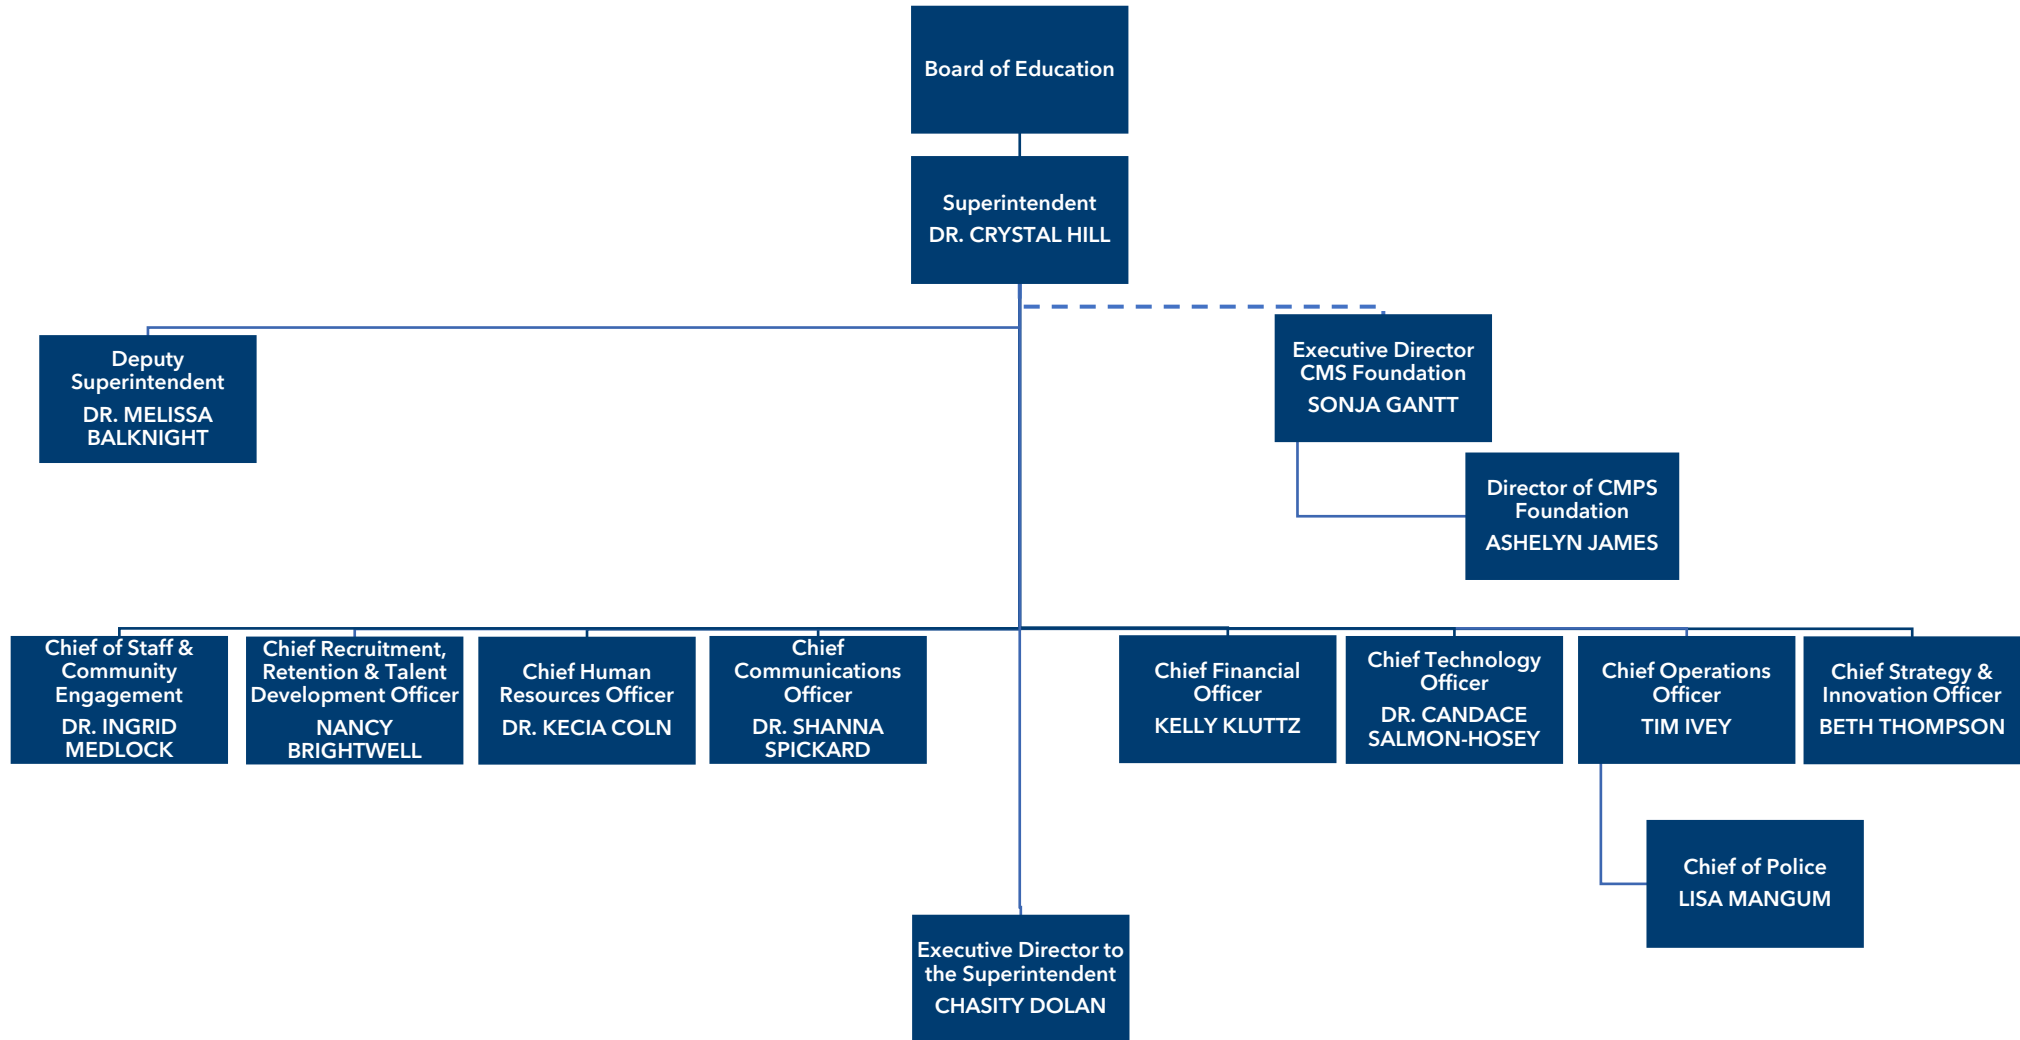 Board of Education
Superintendent
DR. CRYSTAL HILL
Deputy
Superintendent
DR. MELISSA
BALKNIGHT
Executive Director
CMS Foundation
SONJA GANTT
Director of CMPS
Foundation
ASHELYN JAMES
Chief of Staff &
Community
Engagement
DR. INGRID
MEDLOCK
Chief Recruitment,
Retention & Talent
Development Officer
NANCY
BRIGHTWELL
Chief Human
Resources Officer
DR. KECIA COLN
Chief
Communications
Officer
DR. SHANNA
SPICKARD
Chief Financial
Officer
KELLY KLUTTZ
Chief Technology
Officer
DR. CANDACE
SALMON-HOSEY
Chief Operations
Officer
TIM IVEY
Chief Strategy &
Innovation Officer
BETH THOMPSON
Chief of Police
LISA MANGUM
Executive Director to
the Superintendent
CHASITY DOLAN